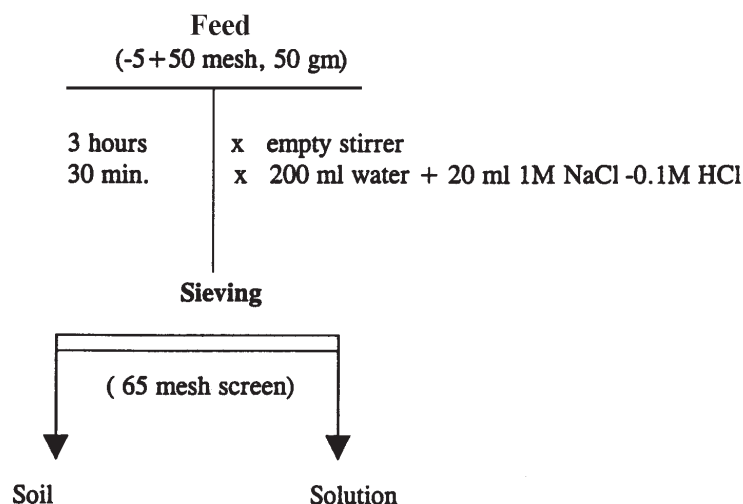 Feed
(-5+50 mesh, 50 gm)
3 hours x empty stirrer
30 min. x 200 ml water + 20 ml 1M NaCl -0.1M HCl
Sieving
( 65 mesh screen)
Soil Solution